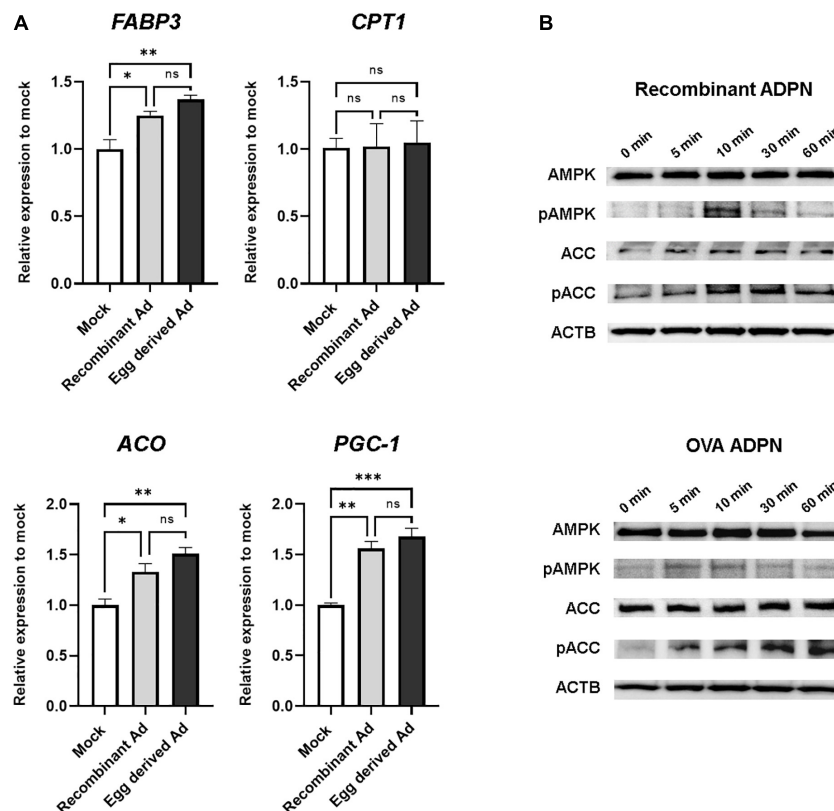 A
FABP3
**
*
ns
Relative expression to mock
1.5
1.0
0.5
0.0
Mock
Recombinant Ad
Egg derived Ad
CPT1
ns
ns
ns
Relative expression to mock
1.5
1.0
0.5
0.0
Mock
Recombinant Ad
Egg derived Ad
ACO
**
*
ns
Relative expression to mock
2.0
1.5
1.0
0.5
0.0
Mock
Recombinant Ad
Egg derived Ad
PGC-1
***
**
ns
Relative expression to mock
2.0
1.5
1.0
0.5
0.0
Mock
Recombinant Ad
Egg derived Ad
B
Recombinant ADPN
0 min 5 min 10 min 30 min 60 min
AMPK
pAMPK
ACC
pACC
ACTB
OVA ADPN
0 min 5 min 10 min 30 min 60 min
AMPK
pAMPK
ACC
pACC
ACTB